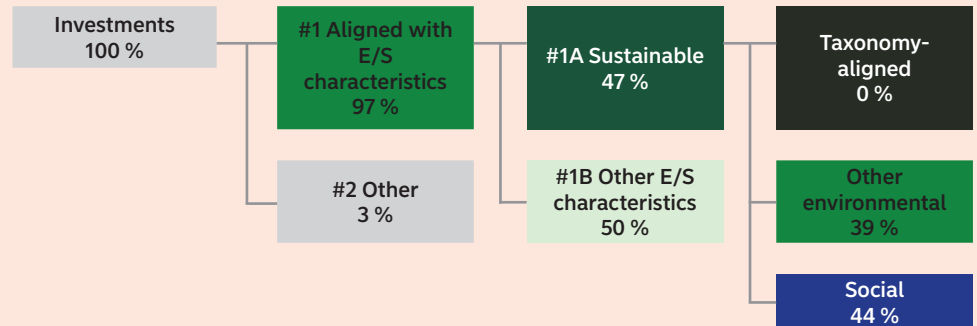 Investments
100 %
#1 Aligned with
E/S
characteristics
97 %
#2 Other
3 %
#1A Sustainable
47 %
#1B Other E/S
characteristics
50 %
Taxonomy-
aligned
0 %
Other
environmental
39 %
Social
44 %